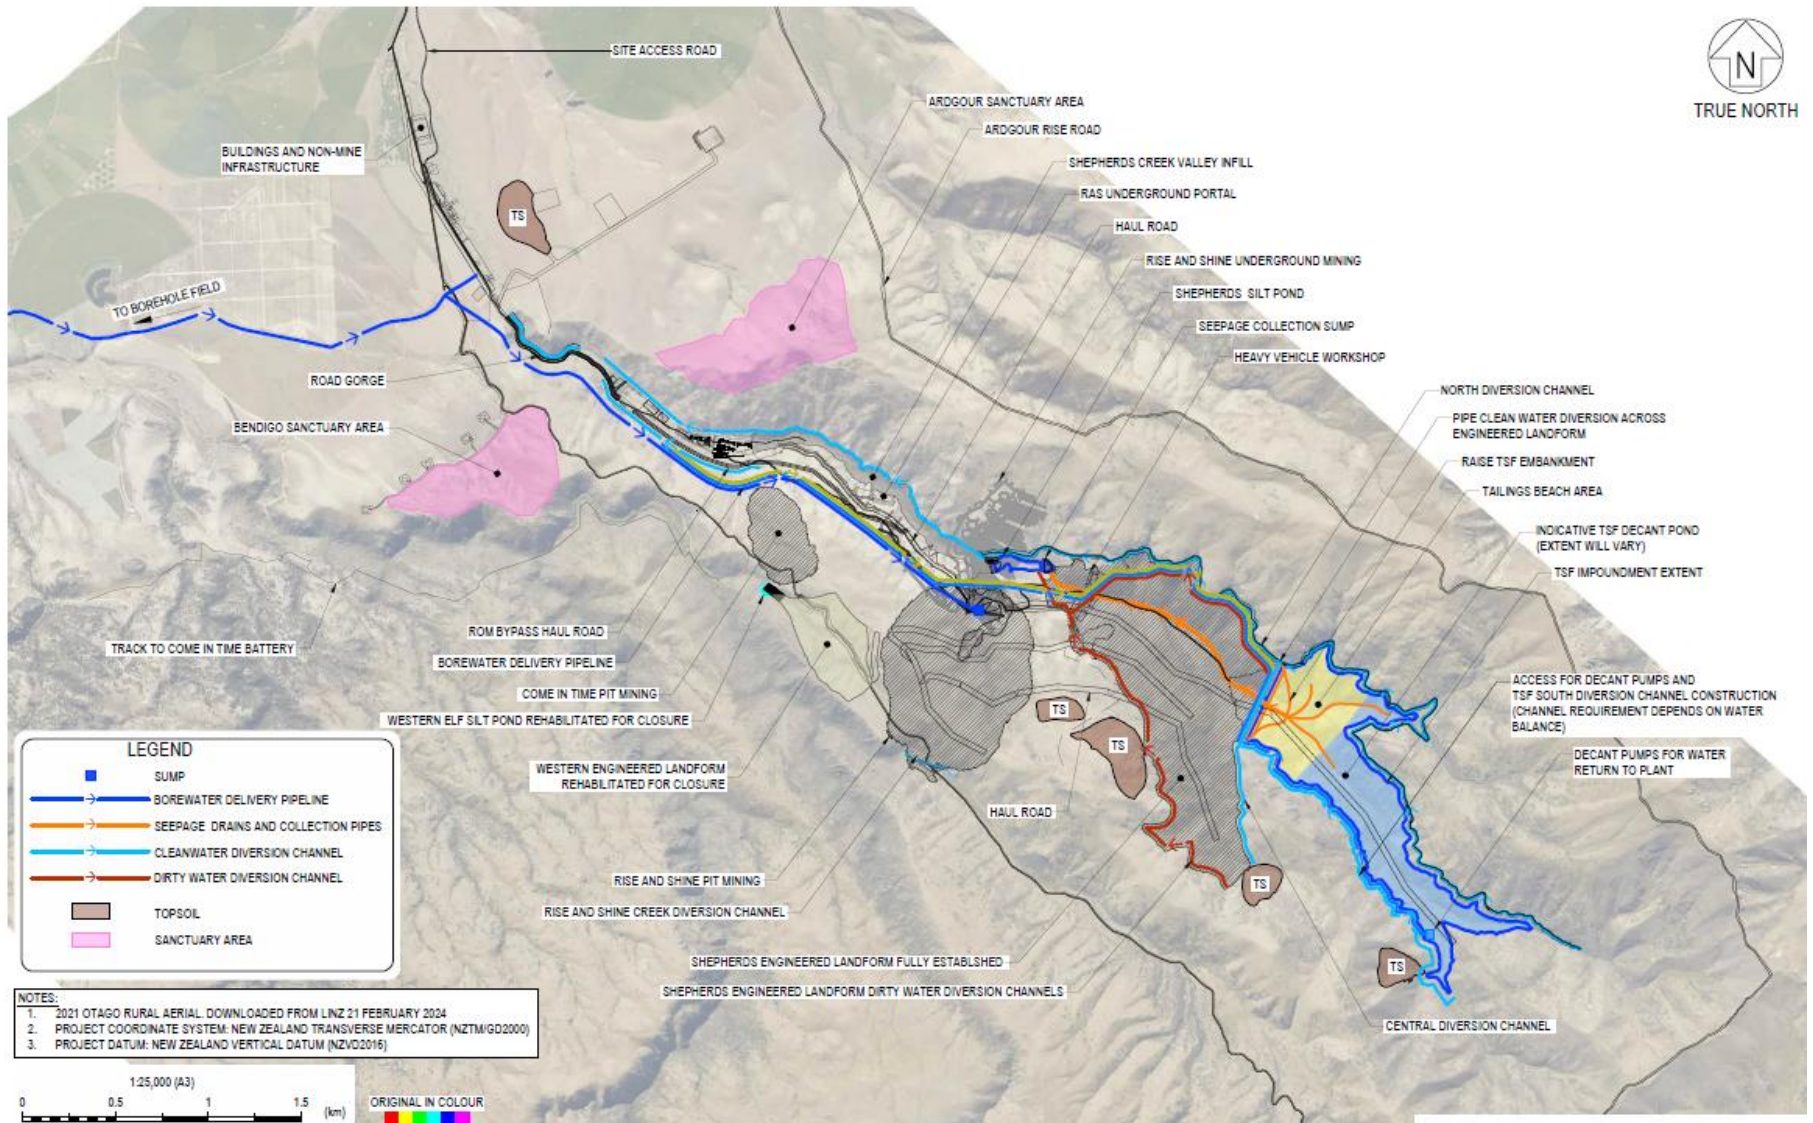 SITE ACCESS ROAD
N
TRUE NORTH
ARDGOUR SANCTUARY AREA
ARDGOUR RISE ROAD
BUILDINGS AND NON-MINE
INFRASTRUCTURE
SHEPHERDS CREEK VALLEY INFILL
RAS UNDERGROUND PORTAL
TS
HAUL ROAD
RISE AND SHINE UNDERGROUND MINING
TO BOREHOLE FIELD
SHEPHERDS SILT POND
SEEPAGE COLLECTION SUMP
HEAVY VEHICLE WORKSHOP
ROAD GORGE
NORTH DIVERSION CHANNEL
BENDIGO SANCTUARY AREA
PIPE CLEAN WATER DIVERSION ACROSS
ENGINEERED LANDFORM
RAISE TSF EMBANKMENT
TAILINGS BEACH AREA
INDICATIVE TSF DECANT POND
(EXTENT WILL VARY)
TSF IMPOUNDMENT EXTENT
TRACK TO COME IN TIME BATTERY
ROM BYPASS HAUL ROAD
BOREWATER DELIVERY PIPELINE
COME IN TIME PIT MINING
WESTERN ELF SILT POND REHABILITATED FOR CLOSURE
ACCESS FOR DECANT PUMPS AND
TSF SOUTH DIVERSION CHANNEL CONSTRUCTION
(CHANNEL REQUIREMENT DEPENDS ON WATER
BALANCE)
TS
TS
DECANT PUMPS FOR WATER
RETURN TO PLANT
WESTERN ENGINEERED LANDFORM
REHABILITATED FOR CLOSURE
HAUL ROAD
LEGEND
SUMP
BOREWATER DELIVERY PIPELINE
SEEPAGE DRAINS AND COLLECTION PIPES
CLEANWATER DIVERSION CHANNEL
DIRTY WATER DIVERSION CHANNEL
TOPSOIL
SANCTUARY AREA
RISE AND SHINE PIT MINING
TS
RISE AND SHINE CREEK DIVERSION CHANNEL
SHEPHERDS ENGINEERED LANDFORM FULLY ESTABLSHED
TS
SHEPHERDS ENGINEERED LANDFORM DIRTY WATER DIVERSION CHANNELS
CENTRAL DIVERSION CHANNEL
NOTES:
1. 2021 OTAGO RURAL AERIAL. DOWNLOADED FROM LINZ 21 FEBRUARY 2024
2. PROJECT COORDINATE SYSTEM: NEW ZEALAND TRANSVERSE MERCATOR (NZTM/GD2000)
3. PROJECT DATUM: NEW ZEALAND VERTICAL DATUM (NZVD2016)
1:25,000 (A3)
0 0.5 1 1.5 (km)
ORIGINAL IN COLOUR